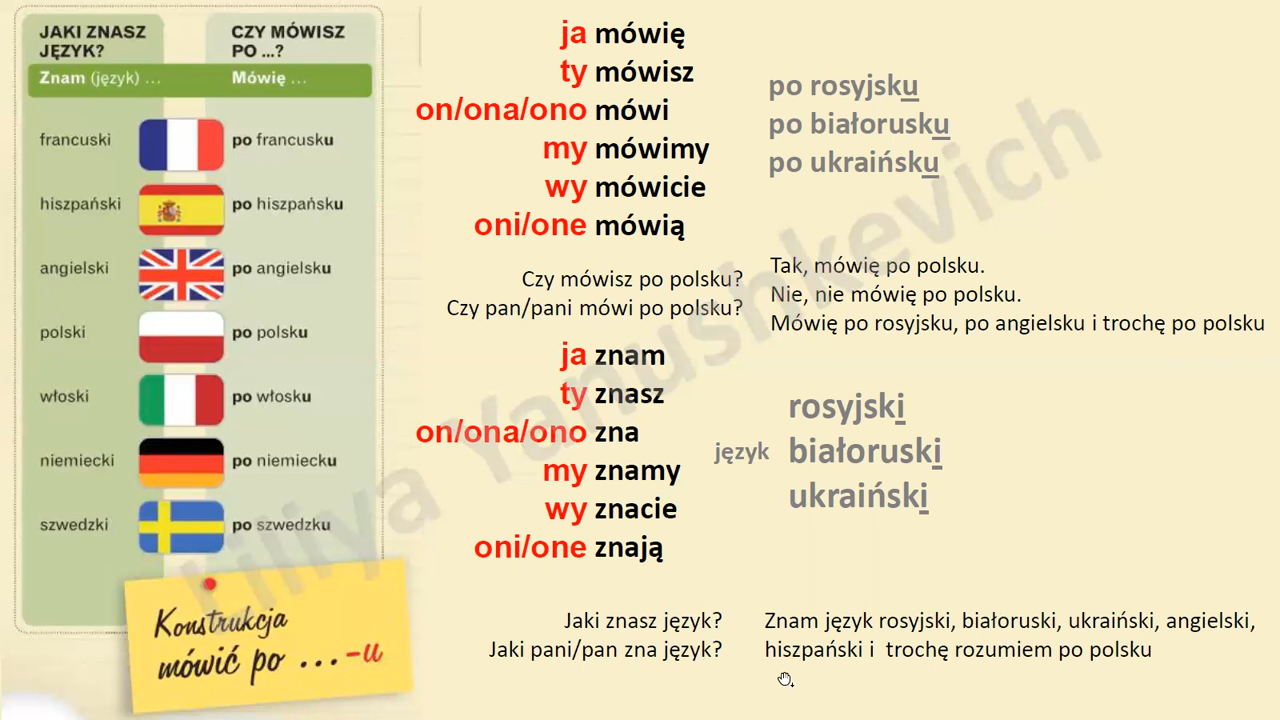 JAKI ZNASZ
JĘZYK?
CZY MÓWISZ
PO ...?
Znam (język) ...
Mówię ...
francuski
po francusku
hiszpański
po hiszpańsku
angielski
po angielsku
polski
po polsku
włoski
po włosku
niemiecki
po niemiecku
szwedzki
po szwedzku
Konstrukcja
mówić po ...-u
ja mówię
ty mówisz
on/ona/ono mówi
my mówimy
wy mówicie
oni/one mówią
po rosyjsku
po białorusku
po ukraińsku
Czy mówisz po polsku?
Czy pan/pani mówi po polsku?
Tak, mówię po polsku.
Nie, nie mówię po polsku.
Mówię po rosyjsku, po angielsku i trochę po polsku
ja znam
ty znasz
on/ona/ono zna
my znamy
wy znacie
oni/one znają
język
rosyjski
białoruski
ukraiński
Jaki znasz język?
Jaki pani/pan zna język?
Znam język rosyjski, białoruski, ukraiński, angielski,
hiszpański i trochę rozumiem po polsku
Liliya Yanushkevich